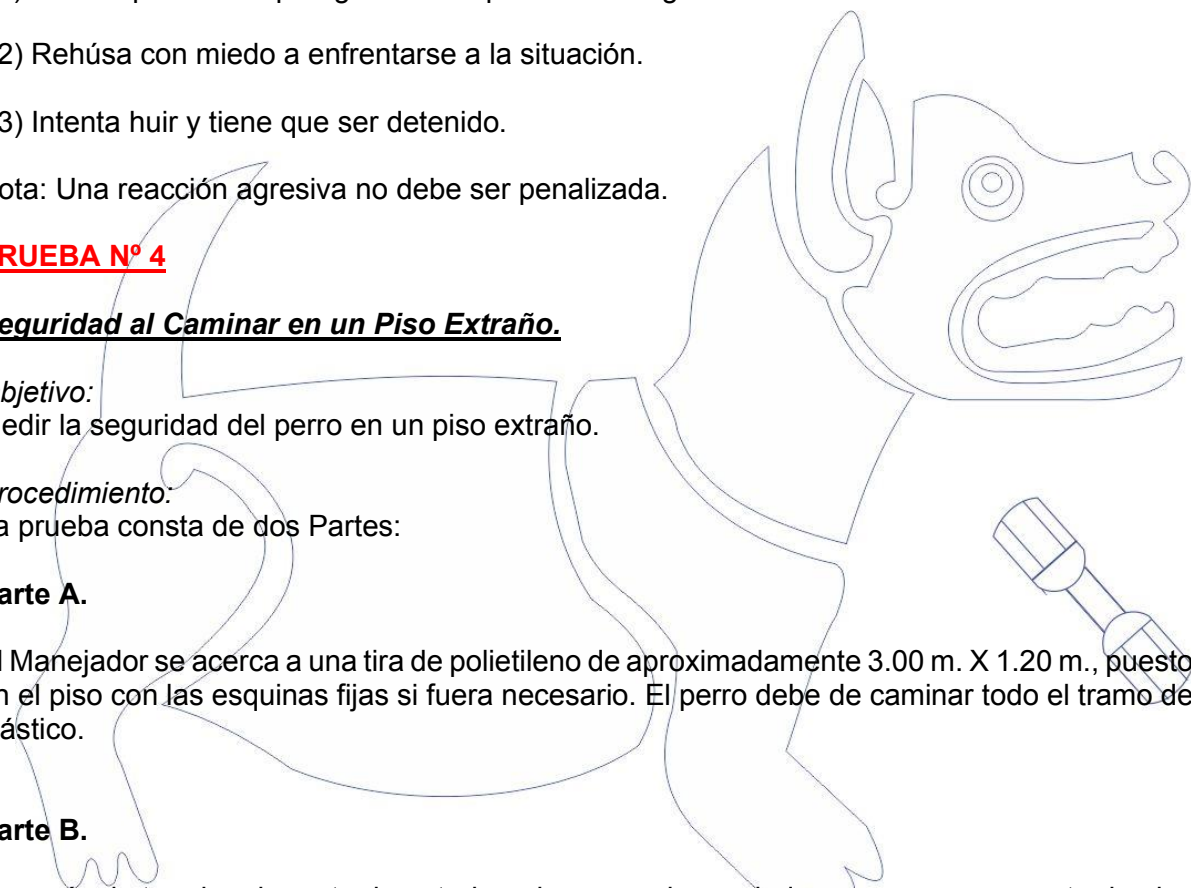 2) Rehúsa con miedo a enfrentarse a la situación.
3) Intenta huir y tiene que ser detenido.
ota: Una reacción agresiva no debe ser penalizada.
RUEBA Nº 4
eguridad al Caminar en un Piso Extraño.
bjetivo:
edir la seguridad del perro en un piso extraño.
rocedimiento:
a prueba consta de dos Partes:
arte A.
l Manejador se acerca a una tira de polietileno de aproximadamente 3.00 m. X 1.20 m., puesto
n el piso con las esquinas fijas si fuera necesario. El perro debe de caminar todo el tramo de
ástico.
arte B.